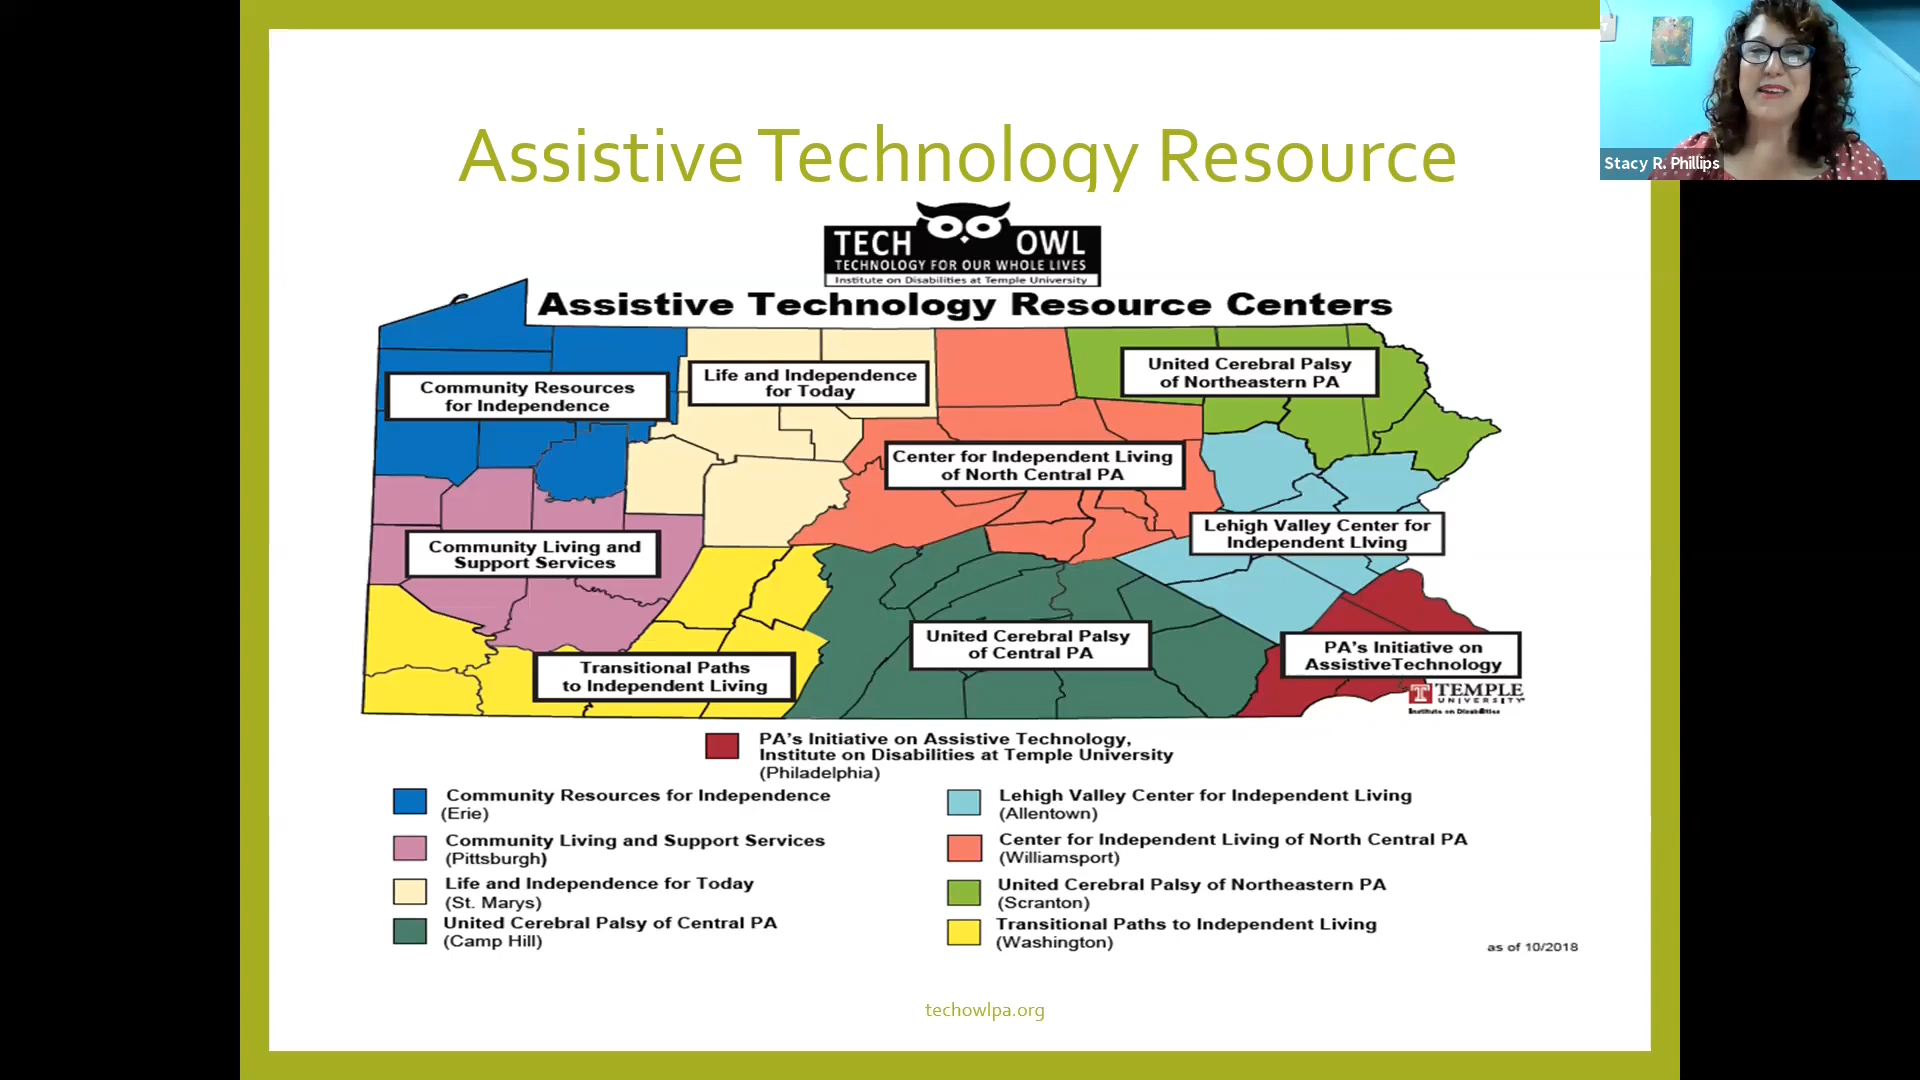 Assistive Technology Resource
Stacy R. Phillips
TECH OWL
TECHNOLOGY FOR OUR WHOLE LIVES
Institute on Disabilities at Temple University
Assistive Technology Resource Centers
Community Resources
for Independence
Life and Independence
for Today
United Cerebral Palsy
of Northeastern PA
Center for Independent Living
of North Central PA
Lehigh Valley Center for
Independent LIving
Community Living and
Support Services
United Cerebral Palsy
of Central PA
PA's Initiative on
AssistiveTechnology
Transitional Paths
to Independent Living
TEMPLE
UNIVERSITY
Institute on Disabilities
PA's Initiative on Assistive Technology,
Institute on Disabilities at Temple University
(Philadelphia)
Community Resources for Independence
(Erie)
Community Living and Support Services
(Pittsburgh)
Life and Independence for Today
(St. Marys)
United Cerebral Palsy of Central PA
(Camp Hill)
Lehigh Valley Center for Independent Living
(Allentown)
Center for Independent Living of North Central PA
(Williamsport)
United Cerebral Palsy of Northeastern PA
(Scranton)
Transitional Paths to Independent Living
(Washington)
as of 10/2018
techowlpa.org